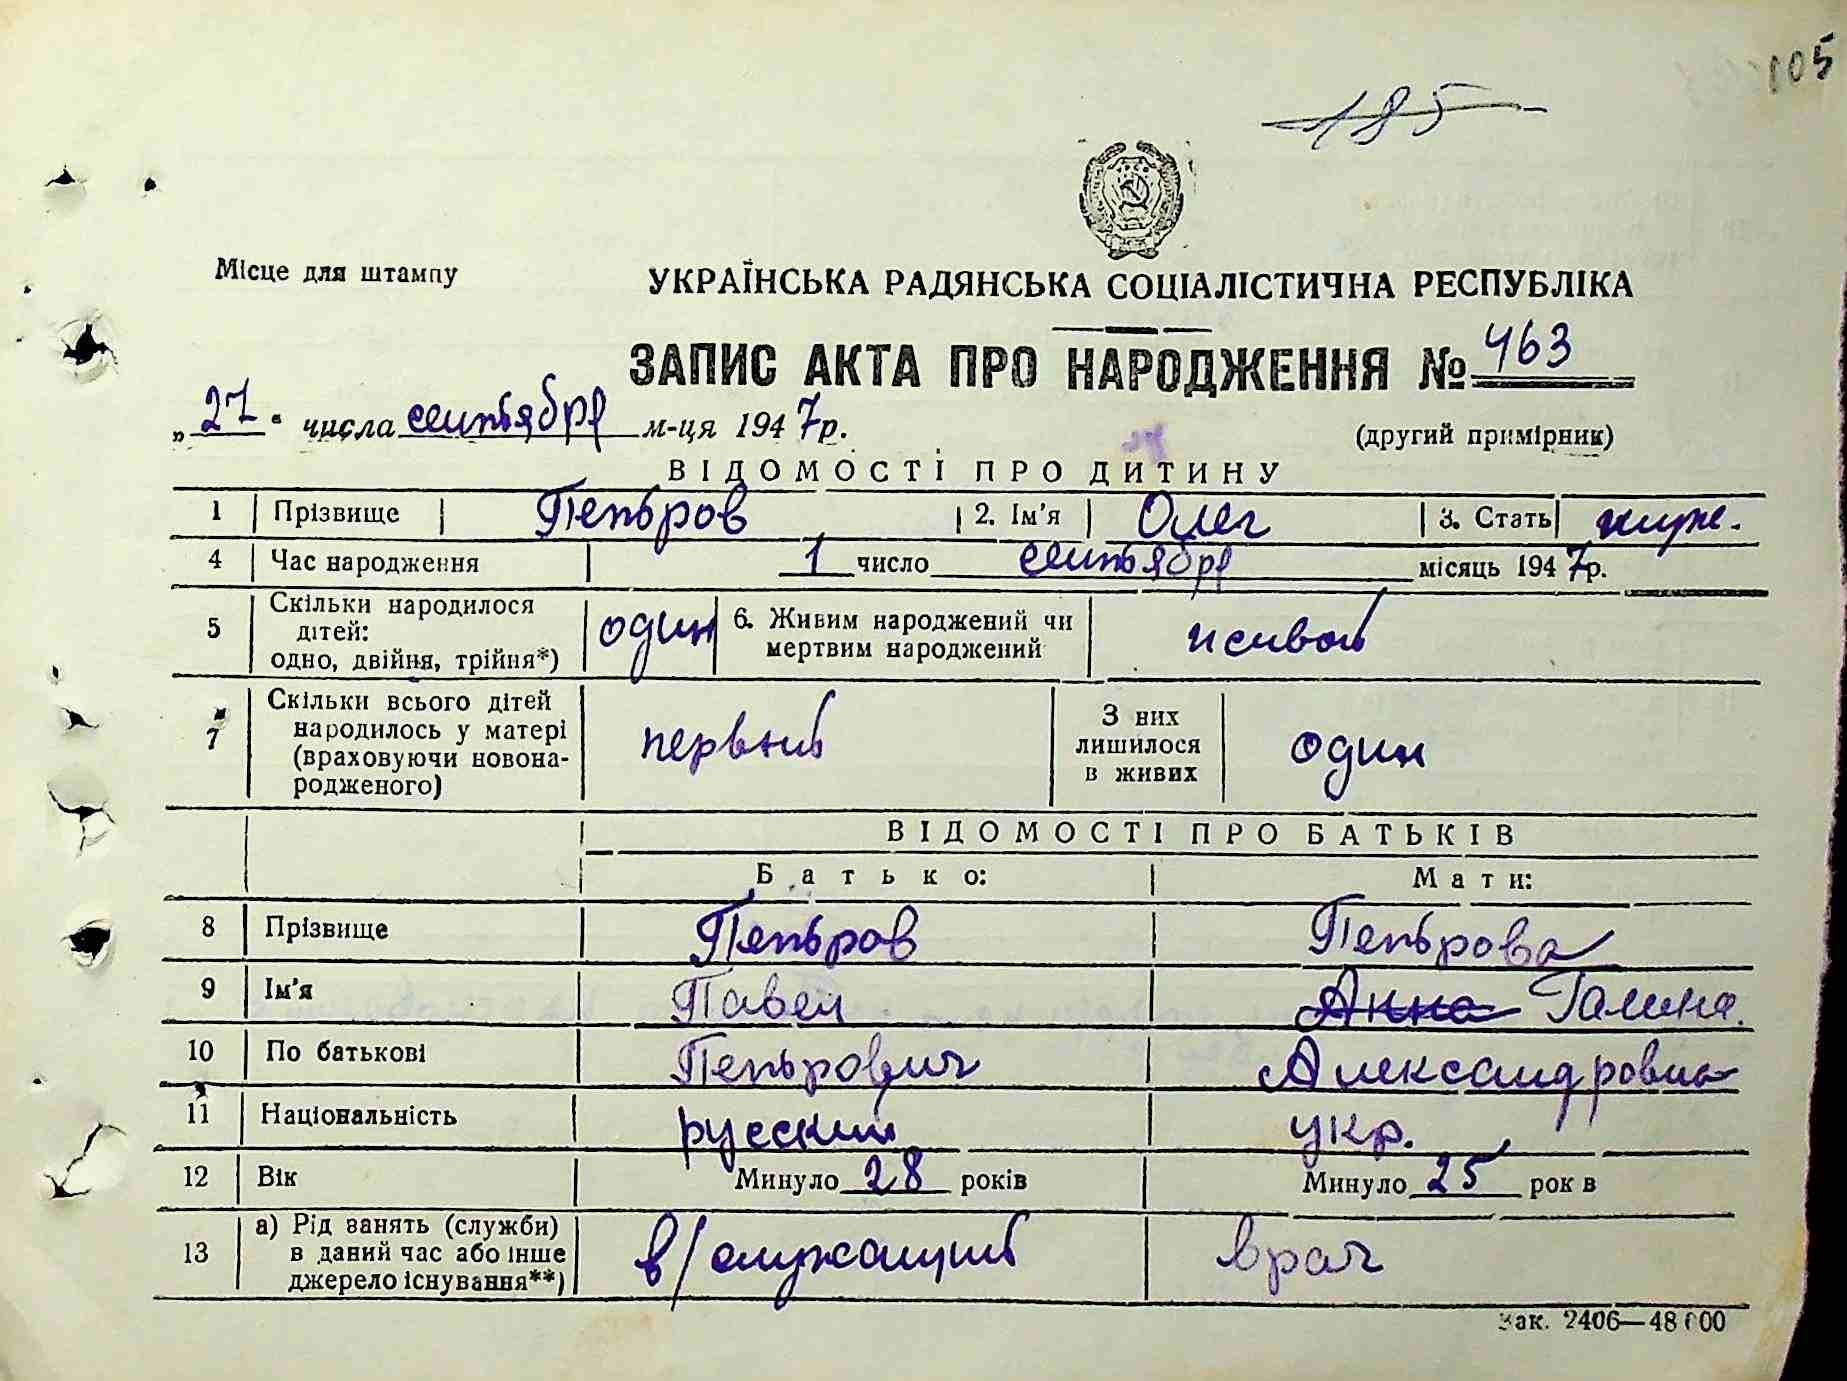 105
185
Місце для штампу
УКРАЇНСЬКА РАДЯНСЬКА СОЦІАЛІСТИЧНА РЕСПУБЛІКА
ЗАПИС АКТА ПРО НАРОДЖЕННЯ № 463
„27“ числа сентября м-ця 1947р.
(другий примірник)
ВІДОМОСТІ ПРО ДИТИНУ
1 Прізвище Петров 2. Ім'я Олег 3. Стать муж.
4 Час народження 1 число сентября місяць 1947р.
5 Скільки народилося дітей: одно, двійня, трійня*) один 6. Живим народжений чи мертвим народжений живой
7 Скільки всього дітей народилось у матері (враховуючи новонародженого) первый З них лишилося в живих один
ВІДОМОСТІ ПРО БАТЬКІВ
Батько: Мати:
8 Прізвище Петров Петрова
9 Ім'я Павел Анна Галина.
10 По батькові Петрович Александровна
11 Національність русский укр.
12 Вік Минуло 28 років Минуло 25 рок в
13 а) Рід занять (служби) в даний час або інше джерело існування**) в/служащий врач
Зак. 2406—48000